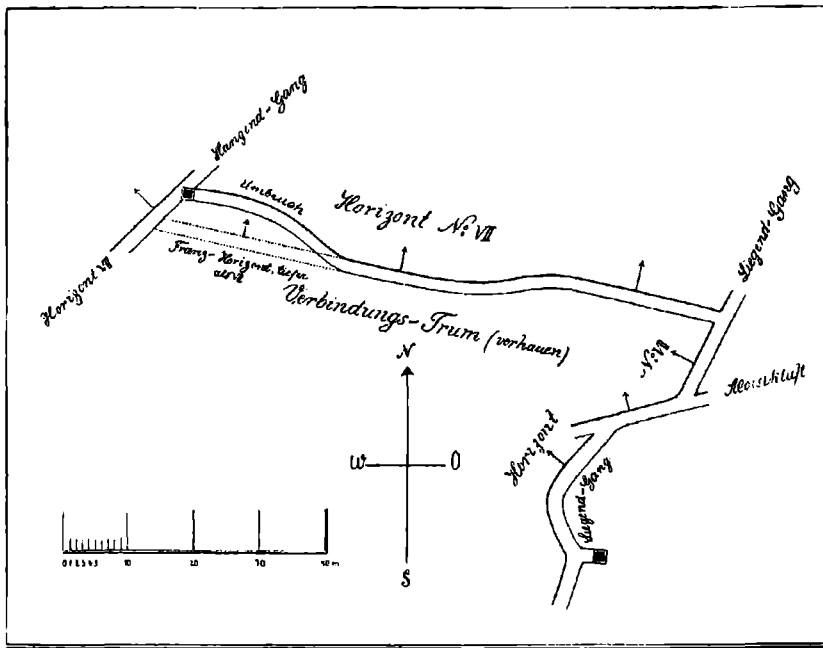 Hangend-Gang
Umbruch
Horizont No. VII
Liegend-Gang
Horizont VII
Franz-Horizont, tiefer
als VII
Verbindungs-Trum (verhauen)
No. VII
N
Horizont
W O
Liegend-Gang
S
0 1 2 3 4 5 10 20 40 m